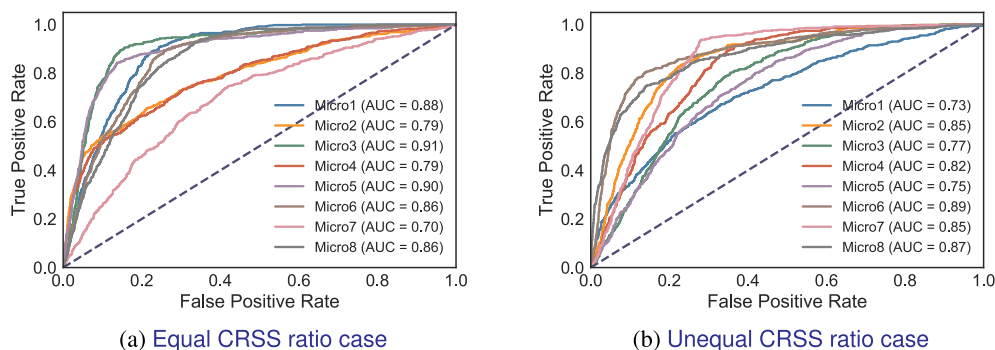 1.0
0.8
0.6
0.4
0.2
0.0
True Positive Rate
Micro1 (AUC = 0.88)
Micro2 (AUC = 0.79)
Micro3 (AUC = 0.91)
Micro4 (AUC = 0.79)
Micro5 (AUC = 0.90)
Micro6 (AUC = 0.86)
Micro7 (AUC = 0.70)
Micro8 (AUC = 0.86)
0.0 0.2 0.4 0.6 0.8 1.0
False Positive Rate
(a) Equal CRSS ratio case
1.0
0.8
0.6
0.4
0.2
0.0
True Positive Rate
Micro1 (AUC = 0.73)
Micro2 (AUC = 0.85)
Micro3 (AUC = 0.77)
Micro4 (AUC = 0.82)
Micro5 (AUC = 0.75)
Micro6 (AUC = 0.89)
Micro7 (AUC = 0.85)
Micro8 (AUC = 0.87)
0.0 0.2 0.4 0.6 0.8 1.0
False Positive Rate
(b) Unequal CRSS ratio case